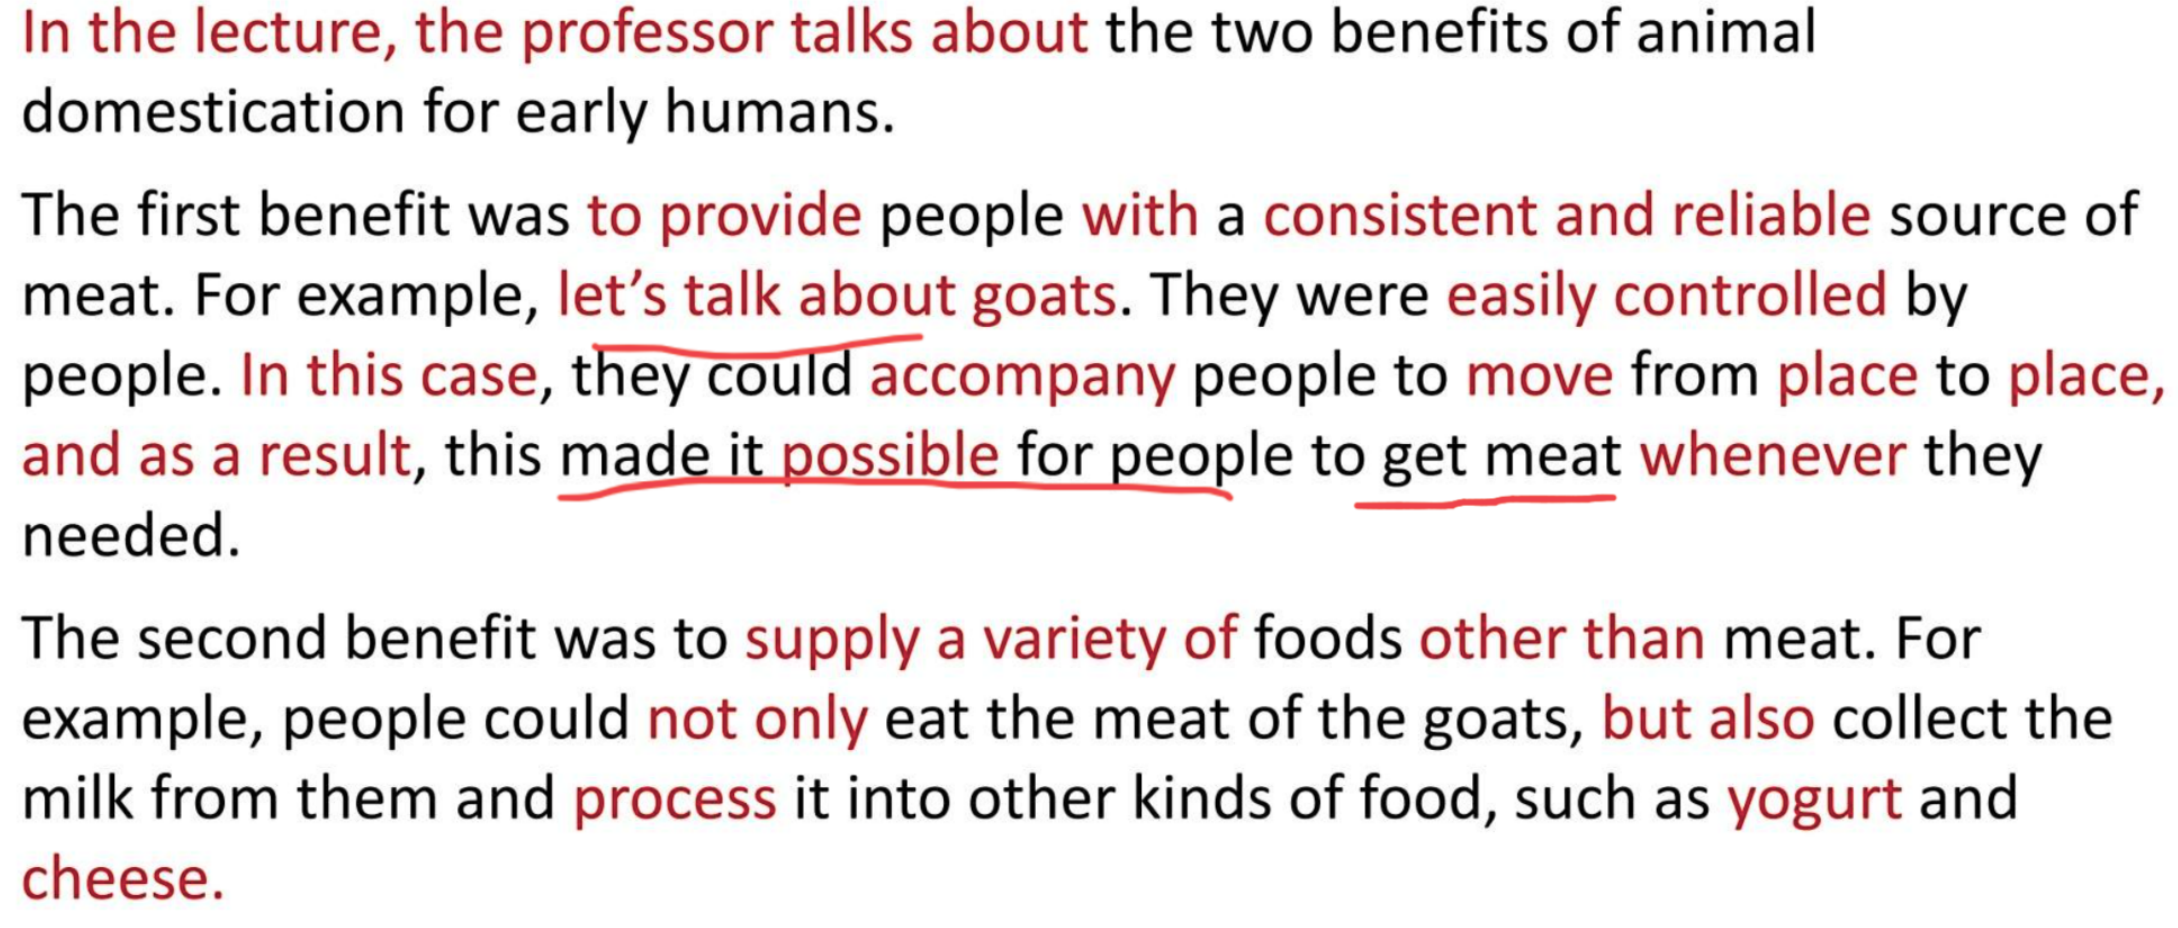 In the lecture, the professor talks about the two benefits of animal
domestication for early humans.
The first benefit was to provide people with a consistent and reliable source of
meat. For example, let's talk about goats. They were easily controlled by
people. In this case, they could accompany people to move from place to place,
and as a result, this made it possible for people to get meat whenever they
needed.
The second benefit was to supply a variety of foods other than meat. For
example, people could not only eat the meat of the goats, but also collect the
milk from them and process it into other kinds of food, such as yogurt and
cheese.